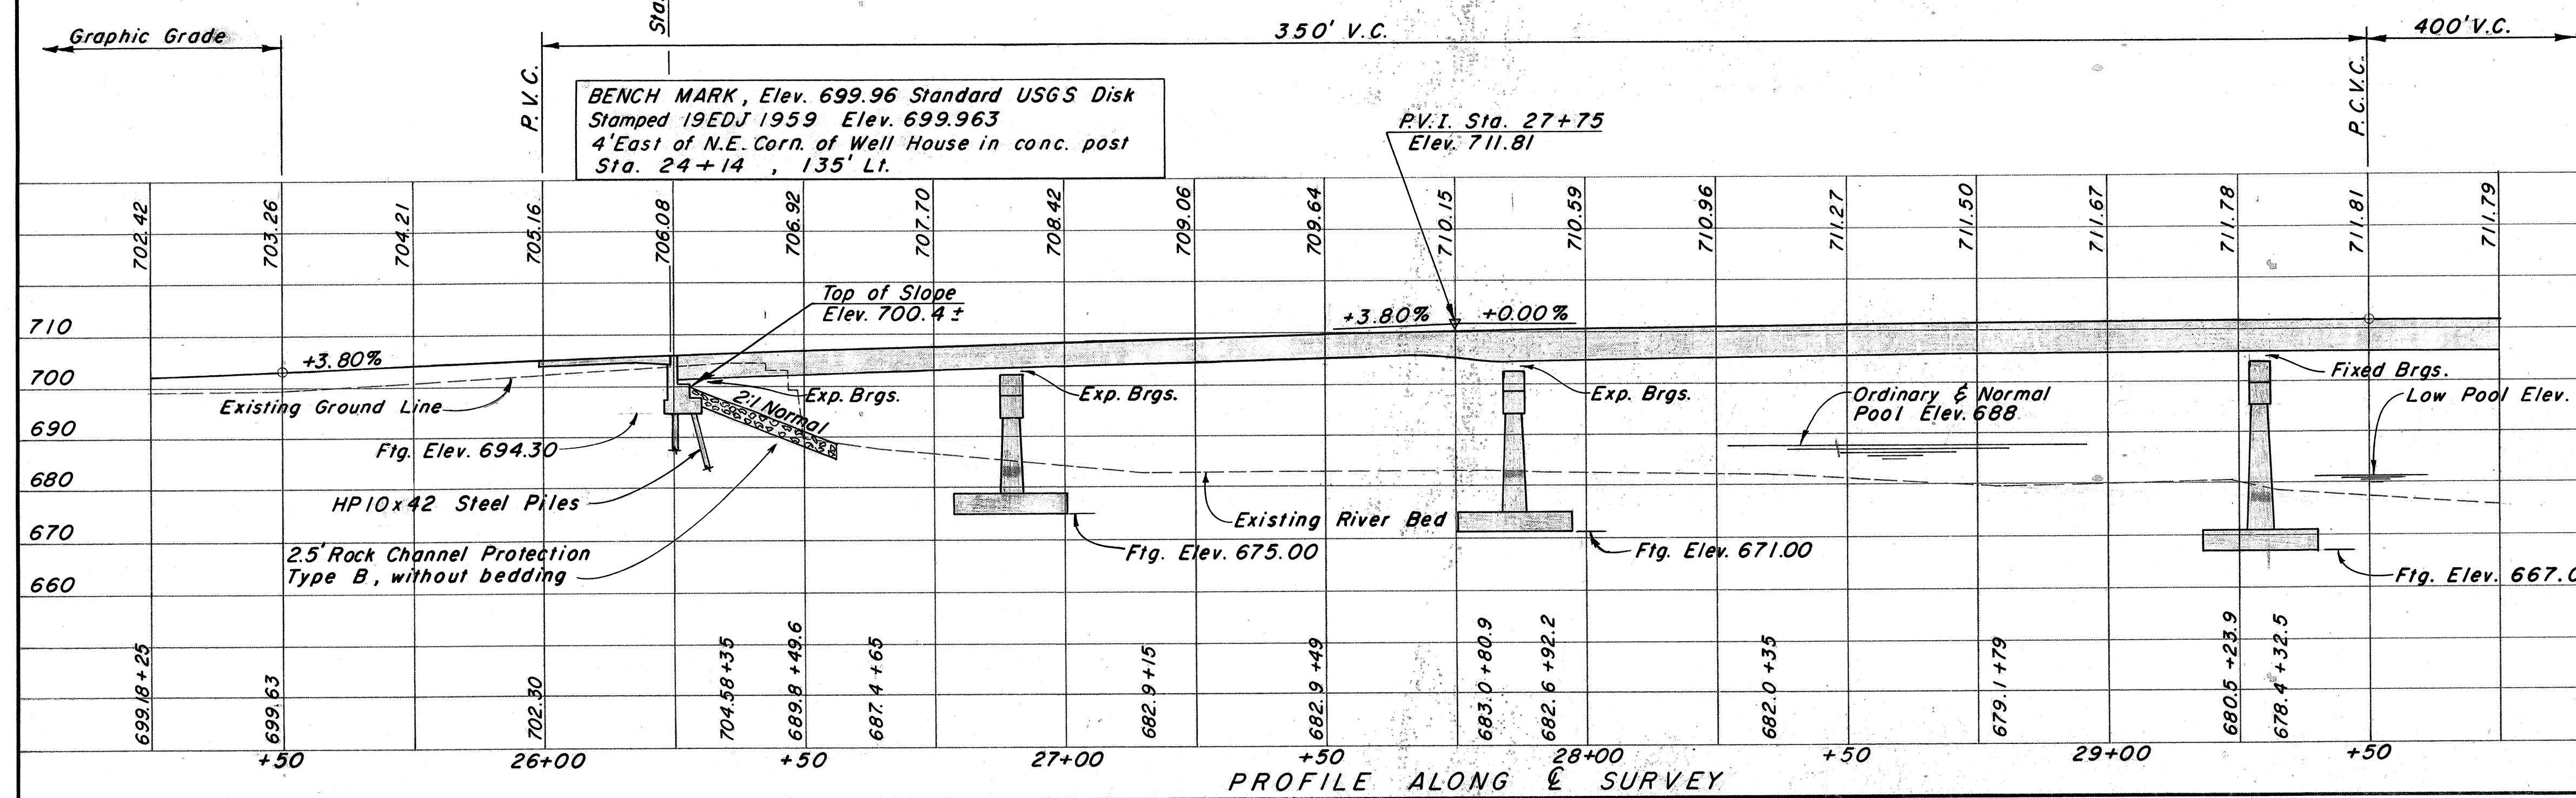 Graphic Grade
Sta.
350' V.C.
400' V.C.
P.V.C.
P.C.V.C.
BENCH MARK, Elev. 699.96 Standard USGS Disk
Stamped 19EDJ 1959 Elev. 699.963
4' East of N.E. Corn. of Well House in conc. post
Sta. 24+14 , 135' Lt.
P.V.I. Sta. 27+75
Elev. 711.81
702.42
703.26
704.21
705.16
706.08
706.92
707.70
708.42
709.06
709.64
710.15
710.59
710.96
711.27
711.50
711.67
711.78
711.81
711.79
Top of Slope
Elev. 700.4 ±
+3.80% +0.00%
710
+3.80%
700
Fixed Brgs.
Exp. Brgs.
Exp. Brgs.
Exp. Brgs.
Existing Ground Line
2:1 Normal
Ordinary & Normal
Pool Elev. 688
Low Pool Elev.
690
Ftg. Elev. 694.30
680
HP10x42 Steel Piles
Existing River Bed
670
2.5' Rock Channel Protection
Type B, without bedding
Ftg. Elev. 675.00
Ftg. Elev. 671.00
660
Ftg. Elev. 667.0
699.18+25
699.63
702.30
704.58+35
689.8 +49.6
687.4 +65
682.9+15
682.9 +49
683.0 +80.9
682.6 +92.2
682.0 +35
679.1 +79
680.5 +23.9
678.4 +32.5
+50 26+00 +50 27+00 +50 28+00 +50 29+00 +50
PROFILE ALONG ℄ SURVEY